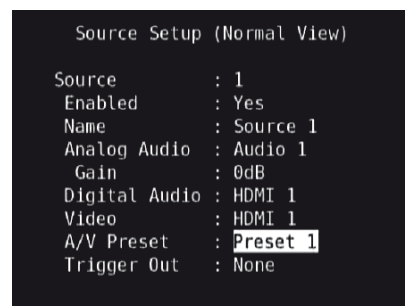 Source Setup (Normal View)
Source : 1
Enabled : Yes
Name : Source 1
Analog Audio : Audio 1
Gain : 0dB
Digital Audio : HDMI 1
Video : HDMI 1
A/V Preset : Preset 1
Trigger Out : None